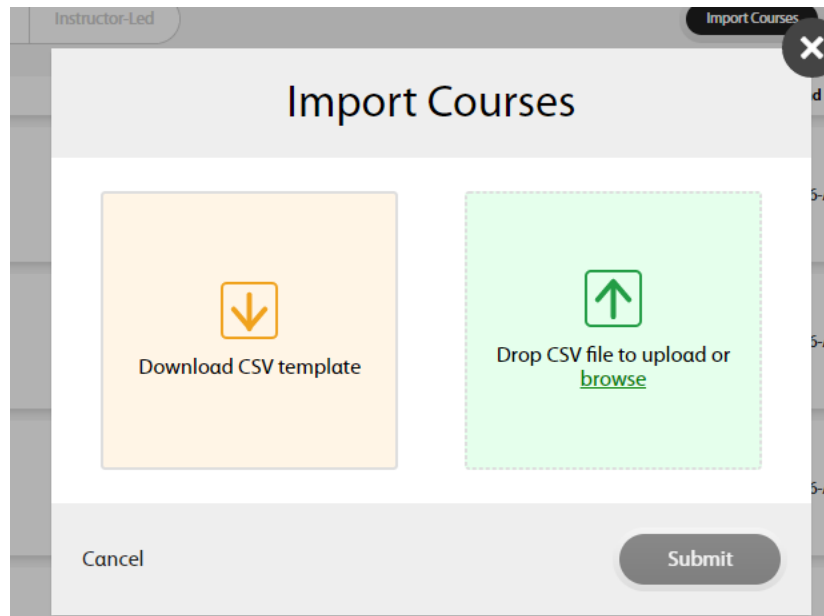 Instructor-Led
Import Courses
Import Courses
Download CSV template
Drop CSV file to upload or
browse
Cancel
Submit